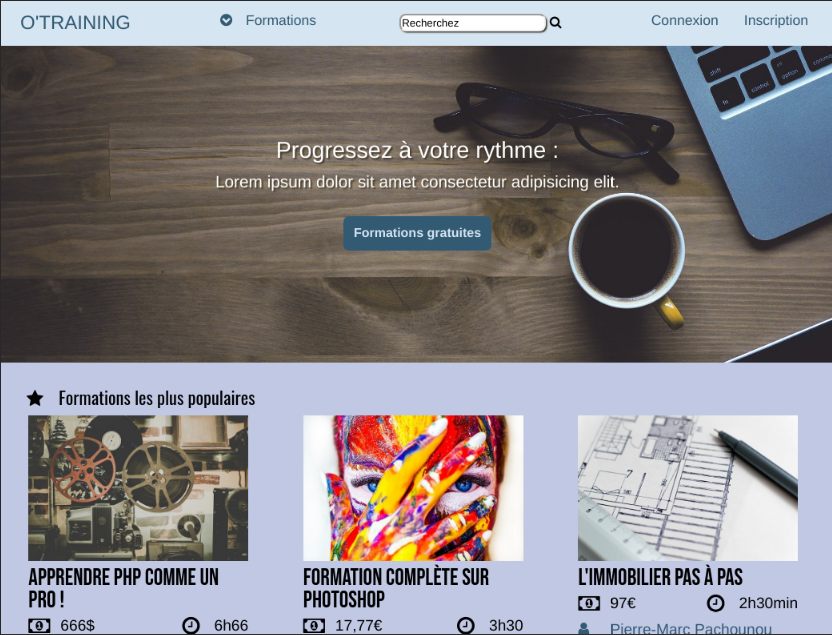 O'TRAINING
Formations
Recherchez
Connexion
Inscription
Progressez à votre rythme :
Lorem ipsum dolor sit amet consectetur adipisicing elit.
Formations gratuites
Formations les plus populaires
APPRENDRE PHP COMME UN
PRO !
666$
6h66
FORMATION COMPLÈTE SUR
PHOTOSHOP
17,77€
3h30
L'IMMOBILIER PAS À PAS
97€
2h30min
Pierre-Marc Pachounou